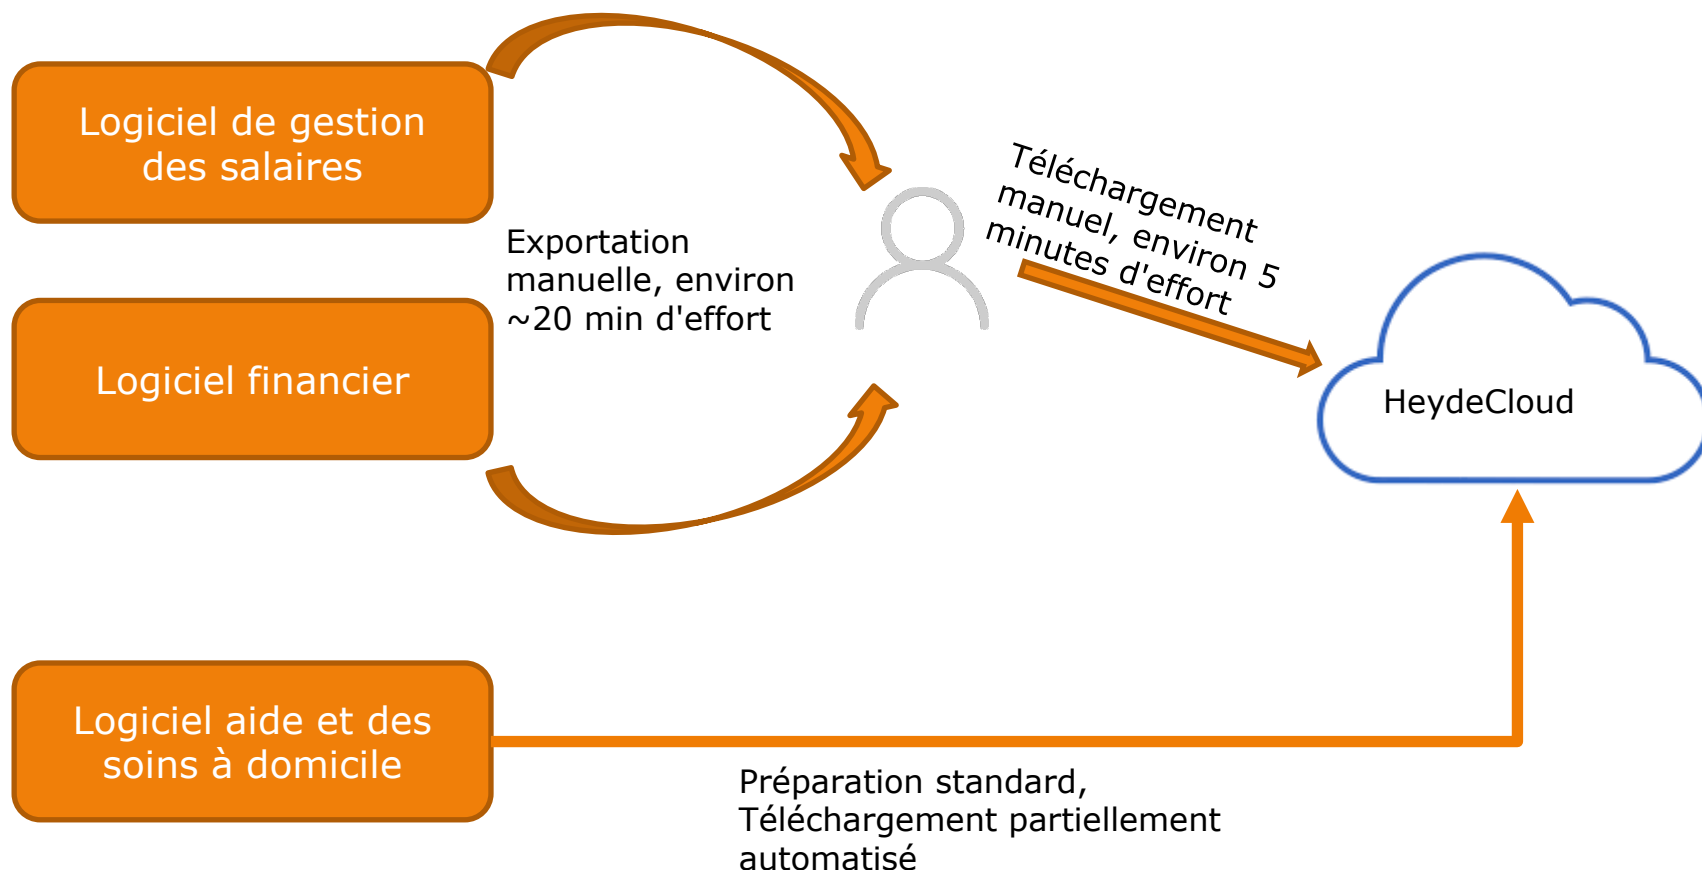 Logiciel de gestion
des salaires
Exportation
manuelle, environ
~20 min d'effort
Téléchargement
manuel, environ 5
minutes d'effort
Logiciel financier
HeydeCloud
Logiciel aide et des
soins à domicile
Préparation standard,
Téléchargement partiellement
automatisé